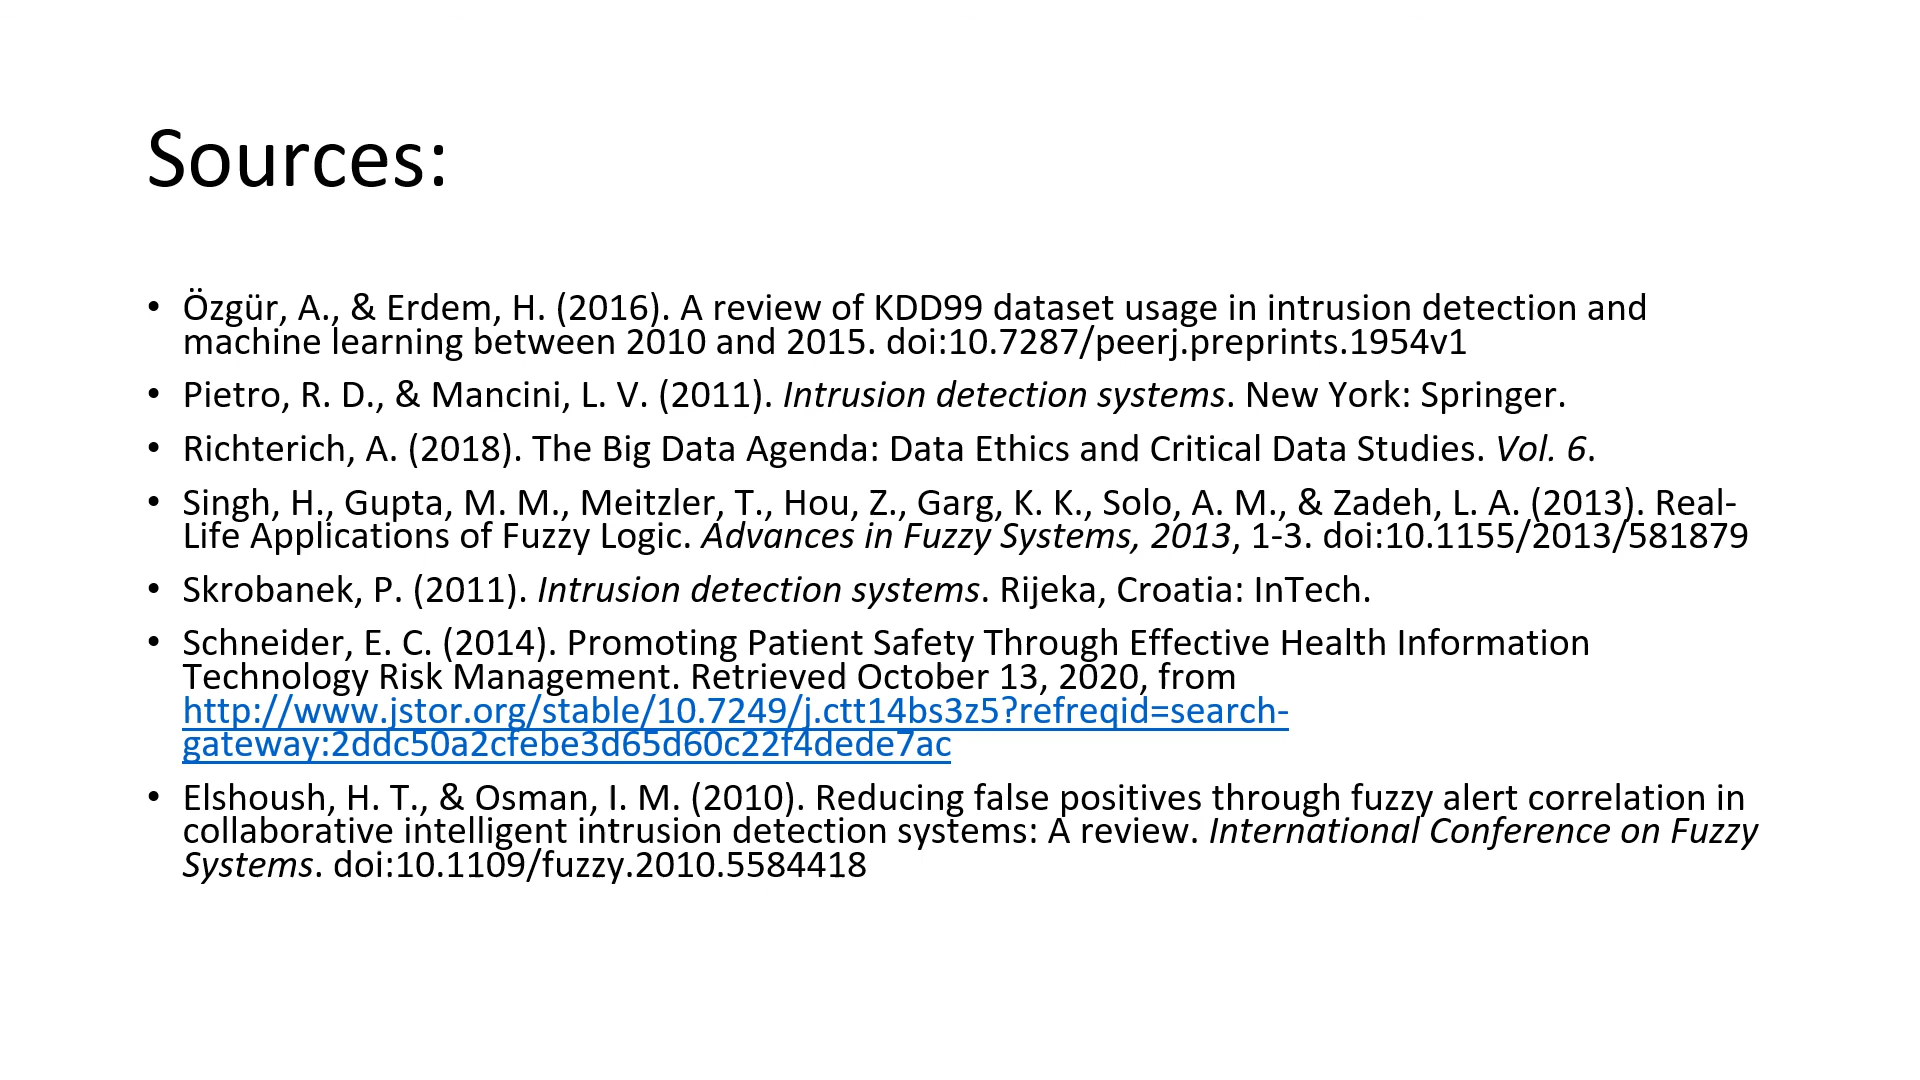 Sources:
• Özgür, A., & Erdem, H. (2016). A review of KDD99 dataset usage in intrusion detection and
machine learning between 2010 and 2015. doi:10.7287/peerj.preprints.1954v1
• Pietro, R. D., & Mancini, L. V. (2011). Intrusion detection systems. New York: Springer.
• Richterich, A. (2018). The Big Data Agenda: Data Ethics and Critical Data Studies. Vol. 6.
• Singh, H., Gupta, M. M., Meitzler, T., Hou, Z., Garg, K. K., Solo, A. M., & Zadeh, L. A. (2013). Real-
Life Applications of Fuzzy Logic. Advances in Fuzzy Systems, 2013, 1-3. doi:10.1155/2013/581879
• Skrobanek, P. (2011). Intrusion detection systems. Rijeka, Croatia: InTech.
• Schneider, E. C. (2014). Promoting Patient Safety Through Effective Health Information
Technology Risk Management. Retrieved October 13, 2020, from
http://www.jstor.org/stable/10.7249/j.ctt14bs3z5?refreqid=search-
gateway:2ddc50a2cfebe3d65d60c22f4dede7ac
• Elshoush, H. T., & Osman, I. M. (2010). Reducing false positives through fuzzy alert correlation in
collaborative intelligent intrusion detection systems: A review. International Conference on Fuzzy
Systems. doi:10.1109/fuzzy.2010.5584418